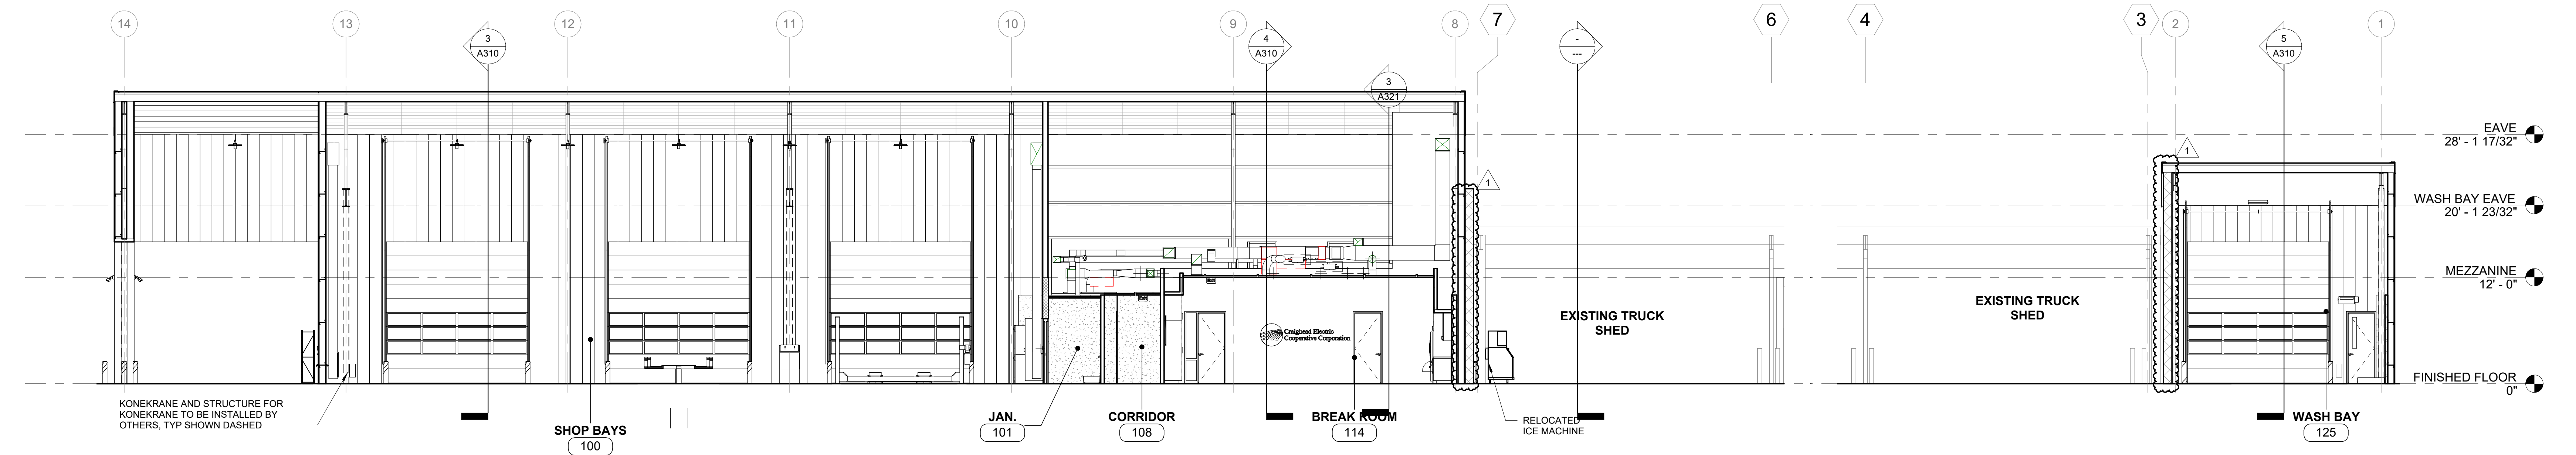 14
13
12
11
10
9
8
7
6
4
3
2
1
3
A310
4
A310
3
A321
-
---
5
A310
EAVE
28' - 1 17/32"
1
WASH BAY EAVE
20' - 1 23/32"
1
MEZZANINE
12' - 0"
EXISTING TRUCK
SHED
EXISTING TRUCK
SHED
Craighead Electric
Cooperative Corporation
FINISHED FLOOR
0"
KONEKRANE AND STRUCTURE FOR
KONEKRANE TO BE INSTALLED BY
OTHERS, TYP SHOWN DASHED
SHOP BAYS
100
JAN.
101
CORRIDOR
108
BREAK ROOM
114
RELOCATED
ICE MACHINE
WASH BAY
125